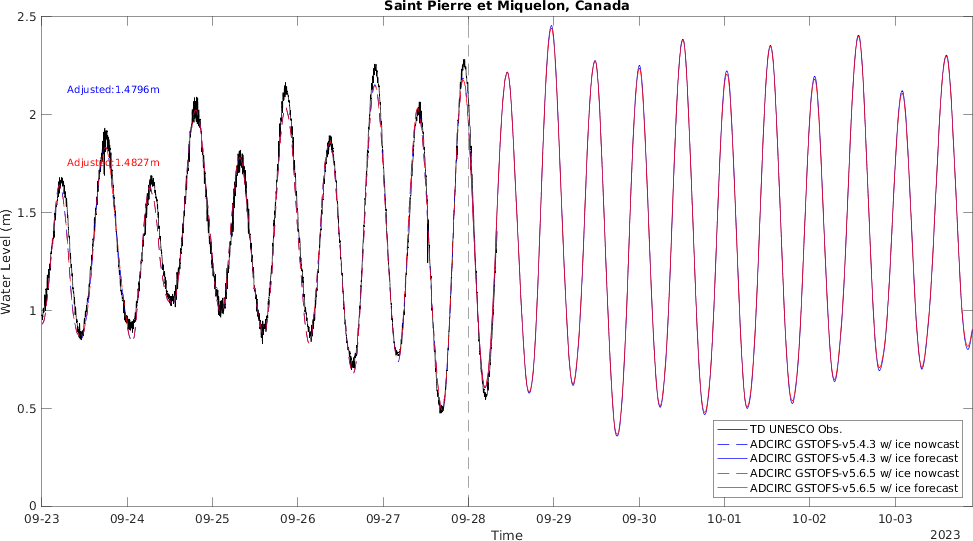 Saint Pierre et Miquelon, Canada
2.5
2
1.5
1
0.5
0
Water Level (m)
Adjusted:1.4796m
Adjusted:1.4827m
TD UNESCO Obs.
ADCIRC GSTOFS-v5.4.3 w/ ice nowcast
ADCIRC GSTOFS-v5.4.3 w/ ice forecast
ADCIRC GSTOFS-v5.6.5 w/ ice nowcast
ADCIRC GSTOFS-v5.6.5 w/ ice forecast
09-23 09-24 09-25 09-26 09-27 09-28 09-29 09-30 10-01 10-02 10-03
Time
2023